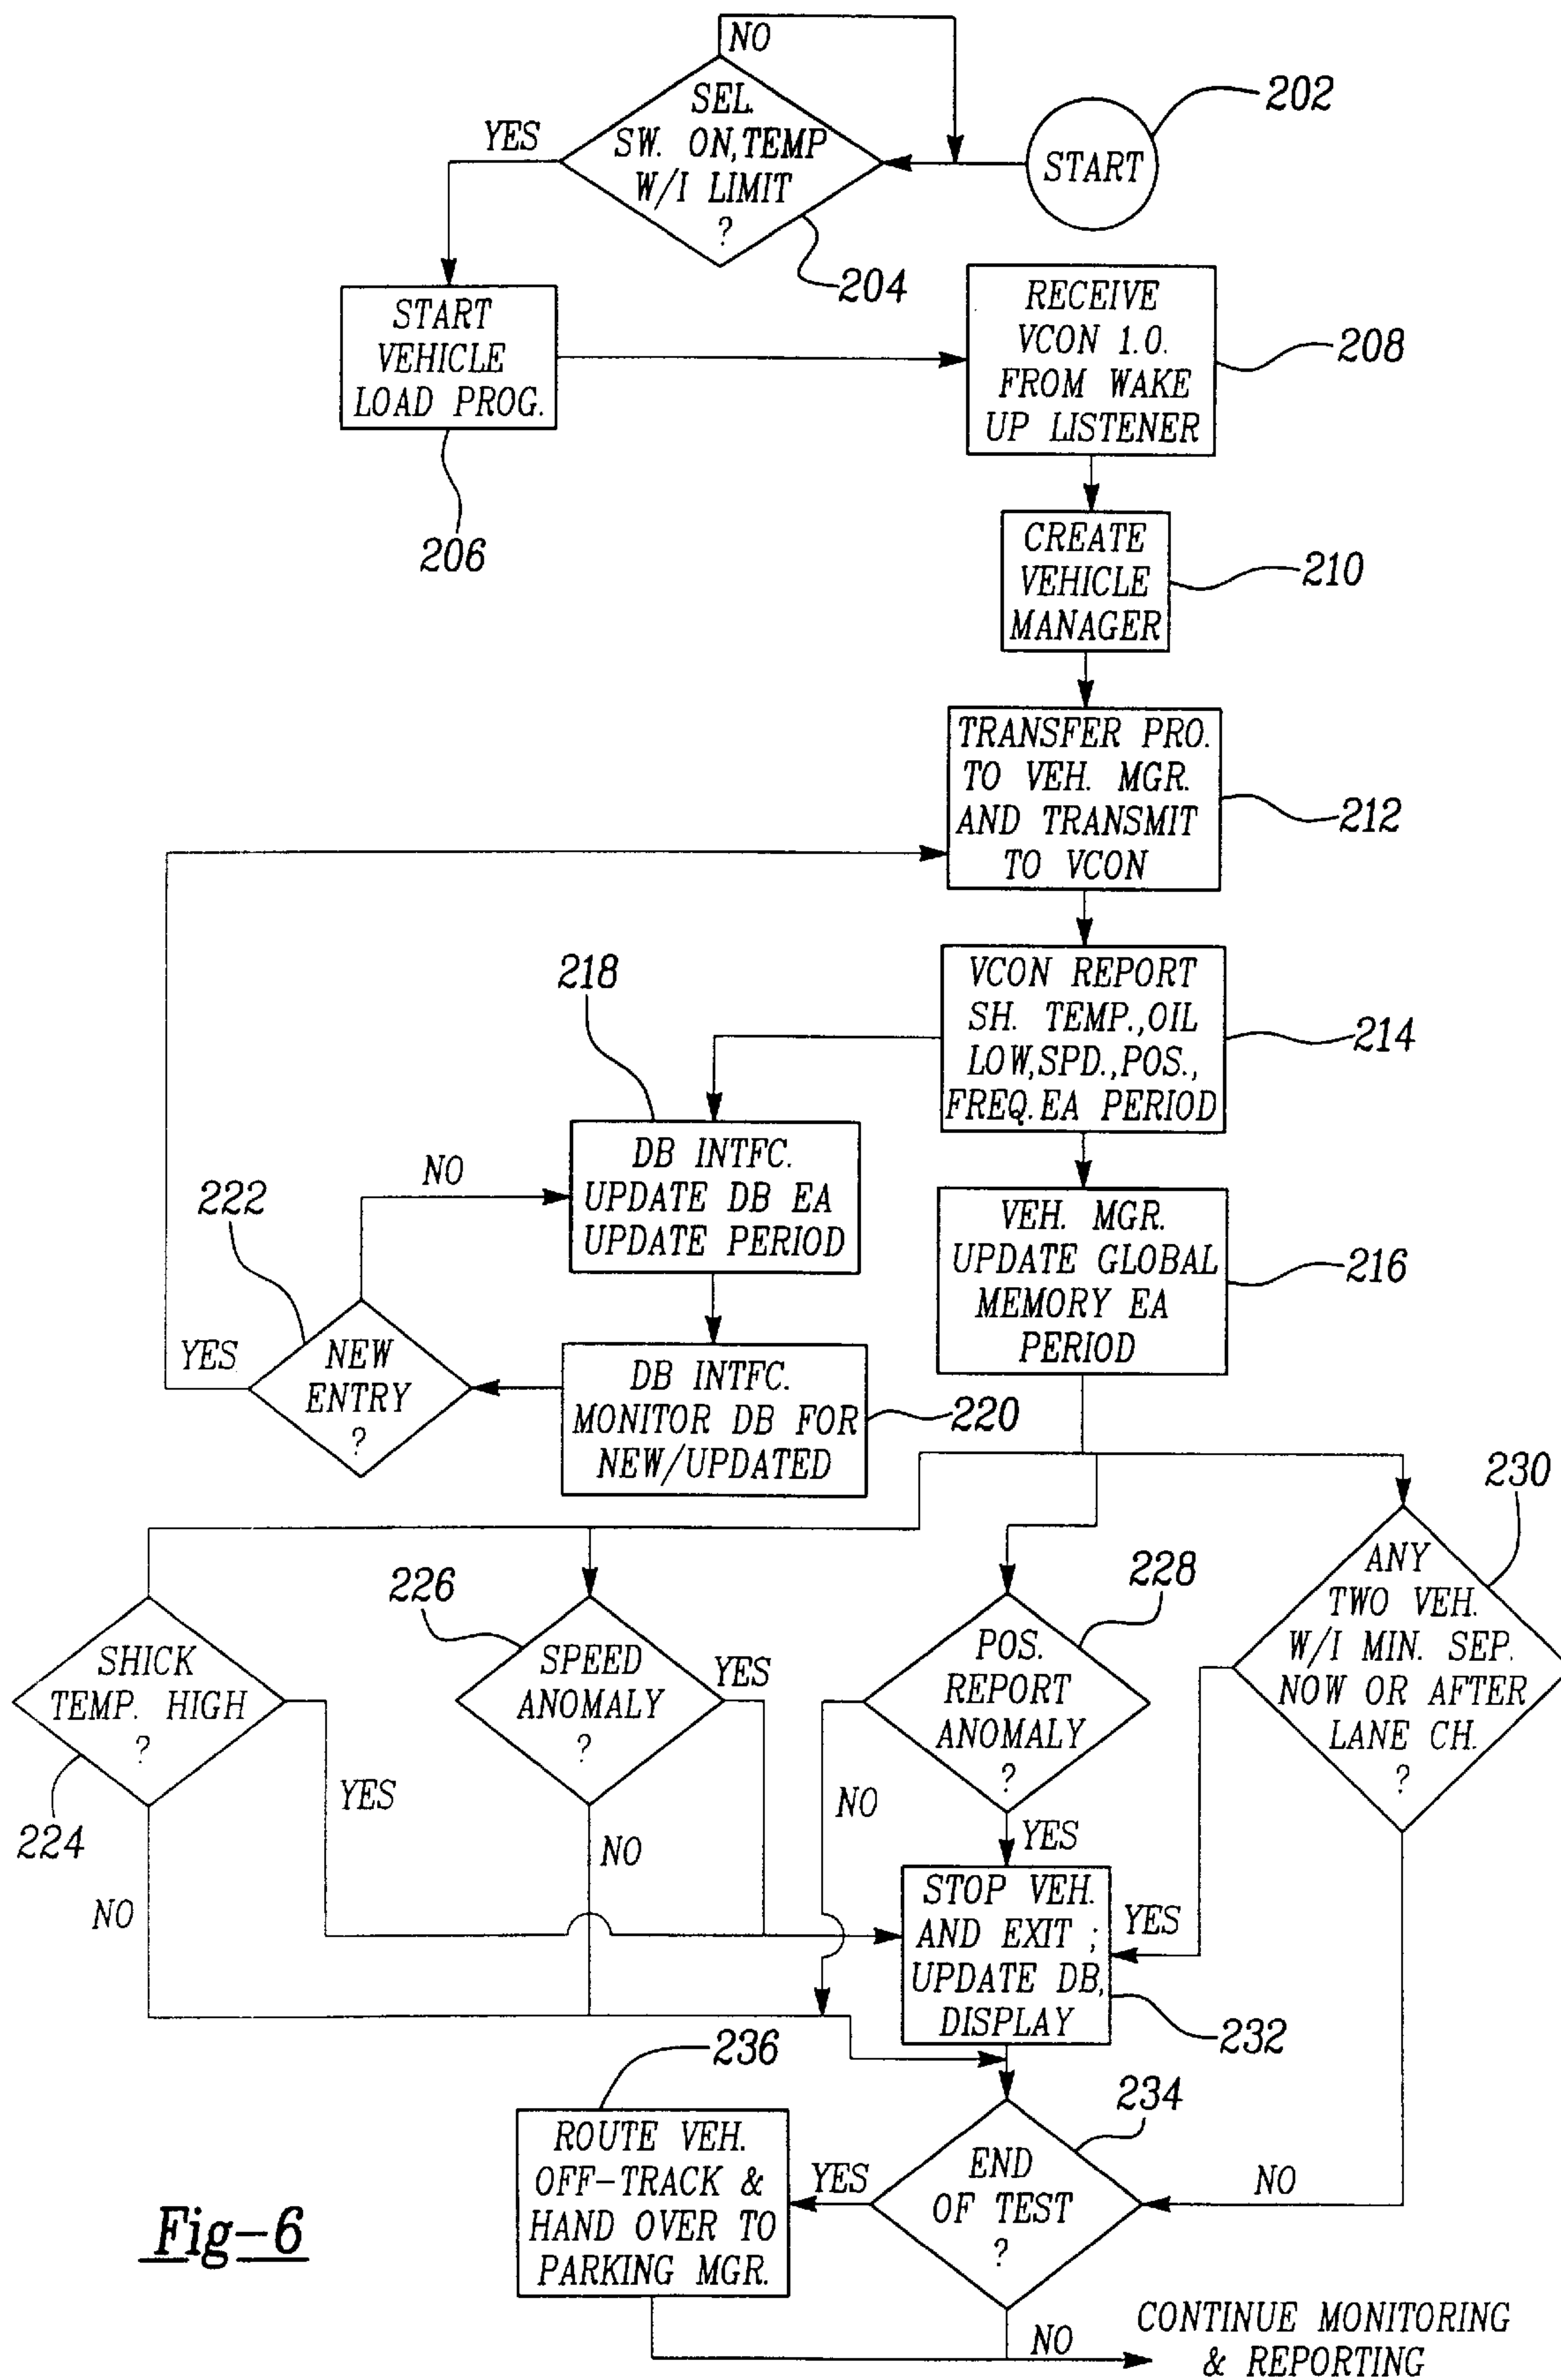 NO
SEL.
SW. ON,TEMP
W/I LIMIT
?
YES
START
202
204
START
VEHICLE
LOAD PROG.
206
RECEIVE
VCON 1.0.
FROM WAKE
UP LISTENER
208
CREATE
VEHICLE
MANAGER
210
TRANSFER PRO.
TO VEH. MGR.
AND TRANSMIT
TO VCON
212
VCON REPORT
SH. TEMP.,OIL
LOW,SPD.,POS.,
FREQ.EA PERIOD
214
218
DB INTFC.
UPDATE DB EA
UPDATE PERIOD
NO
222
NEW
ENTRY
?
YES
DB INTFC.
MONITOR DB FOR
NEW/UPDATED
220
VEH. MGR.
UPDATE GLOBAL
MEMORY EA
PERIOD
216
SHICK
TEMP. HIGH
?
224
YES
NO
226
SPEED
ANOMALY
?
YES
NO
228
POS.
REPORT
ANOMALY
?
NO
YES
230
ANY
TWO VEH.
W/I MIN. SEP.
NOW OR AFTER
LANE CH.
?
YES
NO
STOP VEH.
AND EXIT ;
UPDATE DB,
DISPLAY
232
234
END
OF TEST
?
YES
NO
236
ROUTE VEH.
OFF-TRACK &
HAND OVER TO
PARKING MGR.
CONTINUE MONITORING
& REPORTING
Fig-6